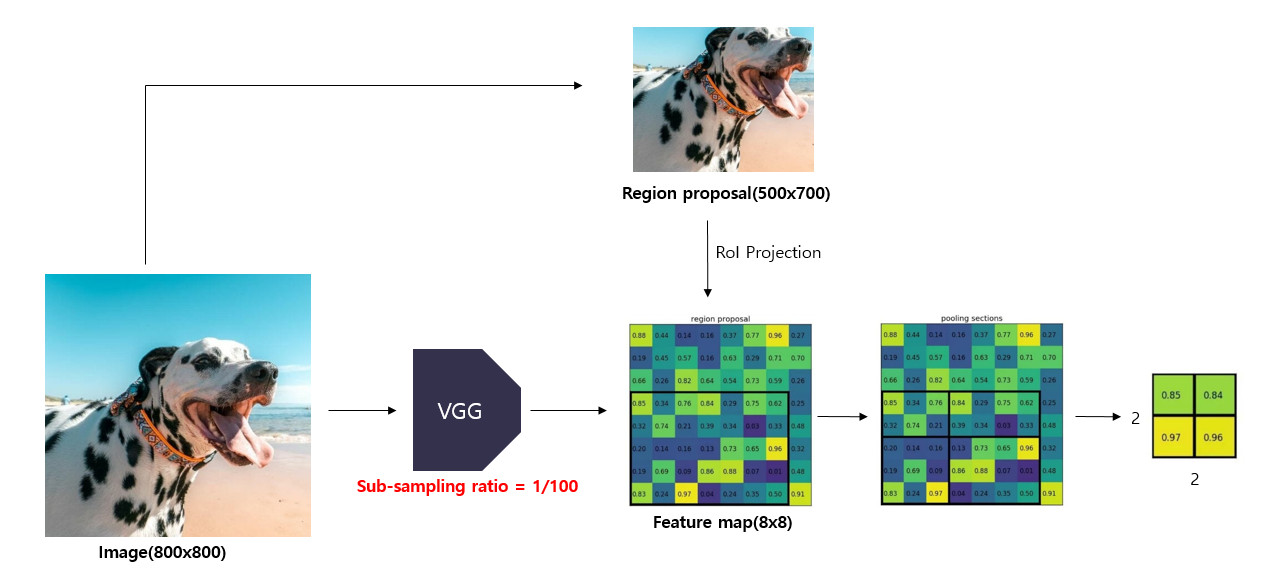 Region proposal(500x700)
RoI Projection
region proposal
0.88 0.44 0.14 0.16 0.37 0.77 0.96 0.27
0.19 0.45 0.57 0.16 0.63 0.29 0.71 0.70
0.66 0.26 0.82 0.64 0.54 0.73 0.59 0.26
0.85 0.34 0.76 0.84 0.29 0.75 0.62 0.25
0.32 0.74 0.21 0.39 0.34 0.03 0.33 0.48
0.20 0.14 0.16 0.13 0.73 0.65 0.96 0.32
0.19 0.69 0.09 0.86 0.88 0.07 0.01 0.48
0.83 0.24 0.97 0.04 0.24 0.35 0.50 0.91
Feature map(8x8)
pooling sections
0.88 0.44 0.14 0.16 0.37 0.77 0.96 0.27
0.19 0.45 0.57 0.16 0.63 0.29 0.71 0.70
0.66 0.26 0.82 0.64 0.54 0.73 0.59 0.26
0.85 0.34 0.76 0.84 0.29 0.75 0.62 0.25
0.32 0.74 0.21 0.39 0.34 0.03 0.33 0.48
0.20 0.14 0.16 0.13 0.73 0.65 0.96 0.32
0.19 0.69 0.09 0.86 0.88 0.07 0.01 0.48
0.83 0.24 0.97 0.04 0.24 0.35 0.50 0.91
0.85 0.84
0.97 0.96
2
2
VGG
Sub-sampling ratio = 1/100
Image(800x800)